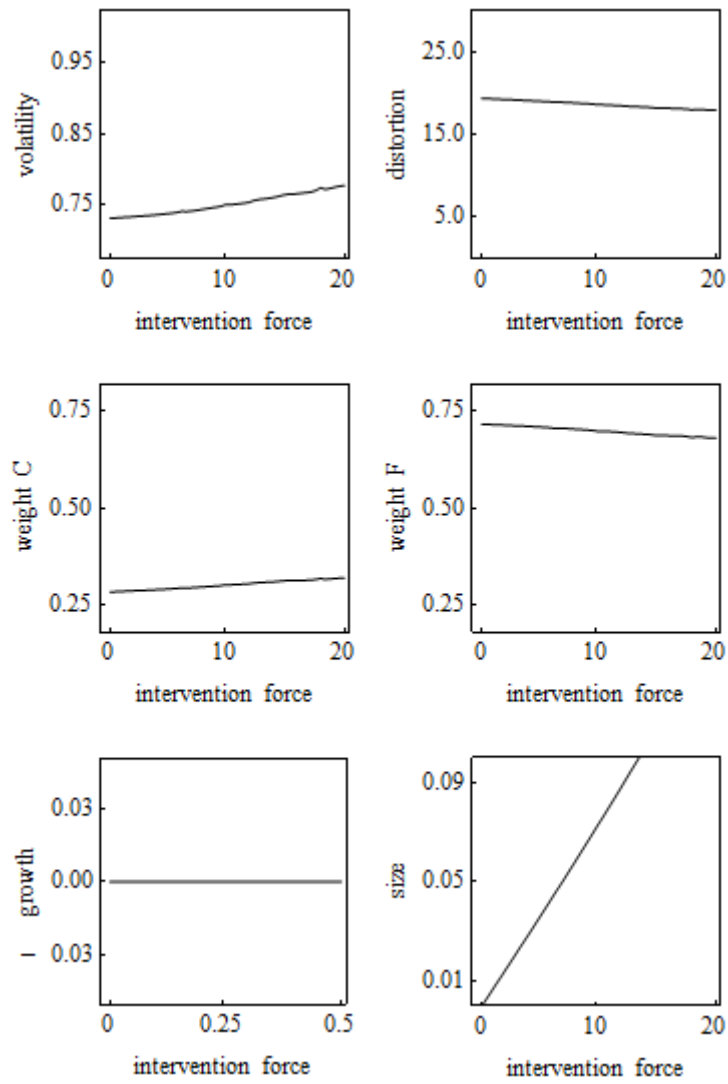 0.95
0.85
0.75
volatility
0 10 20
intervention force
25.0
15.0
5.0
distortion
0 10 20
intervention force
0.75
0.50
0.25
weight C
0 10 20
intervention force
0.75
0.50
0.25
weight F
0 10 20
intervention force
0.03
0.00
0.03
– growth
0 0.25 0.5
intervention force
0.09
0.05
0.01
size
0 10 20
intervention force